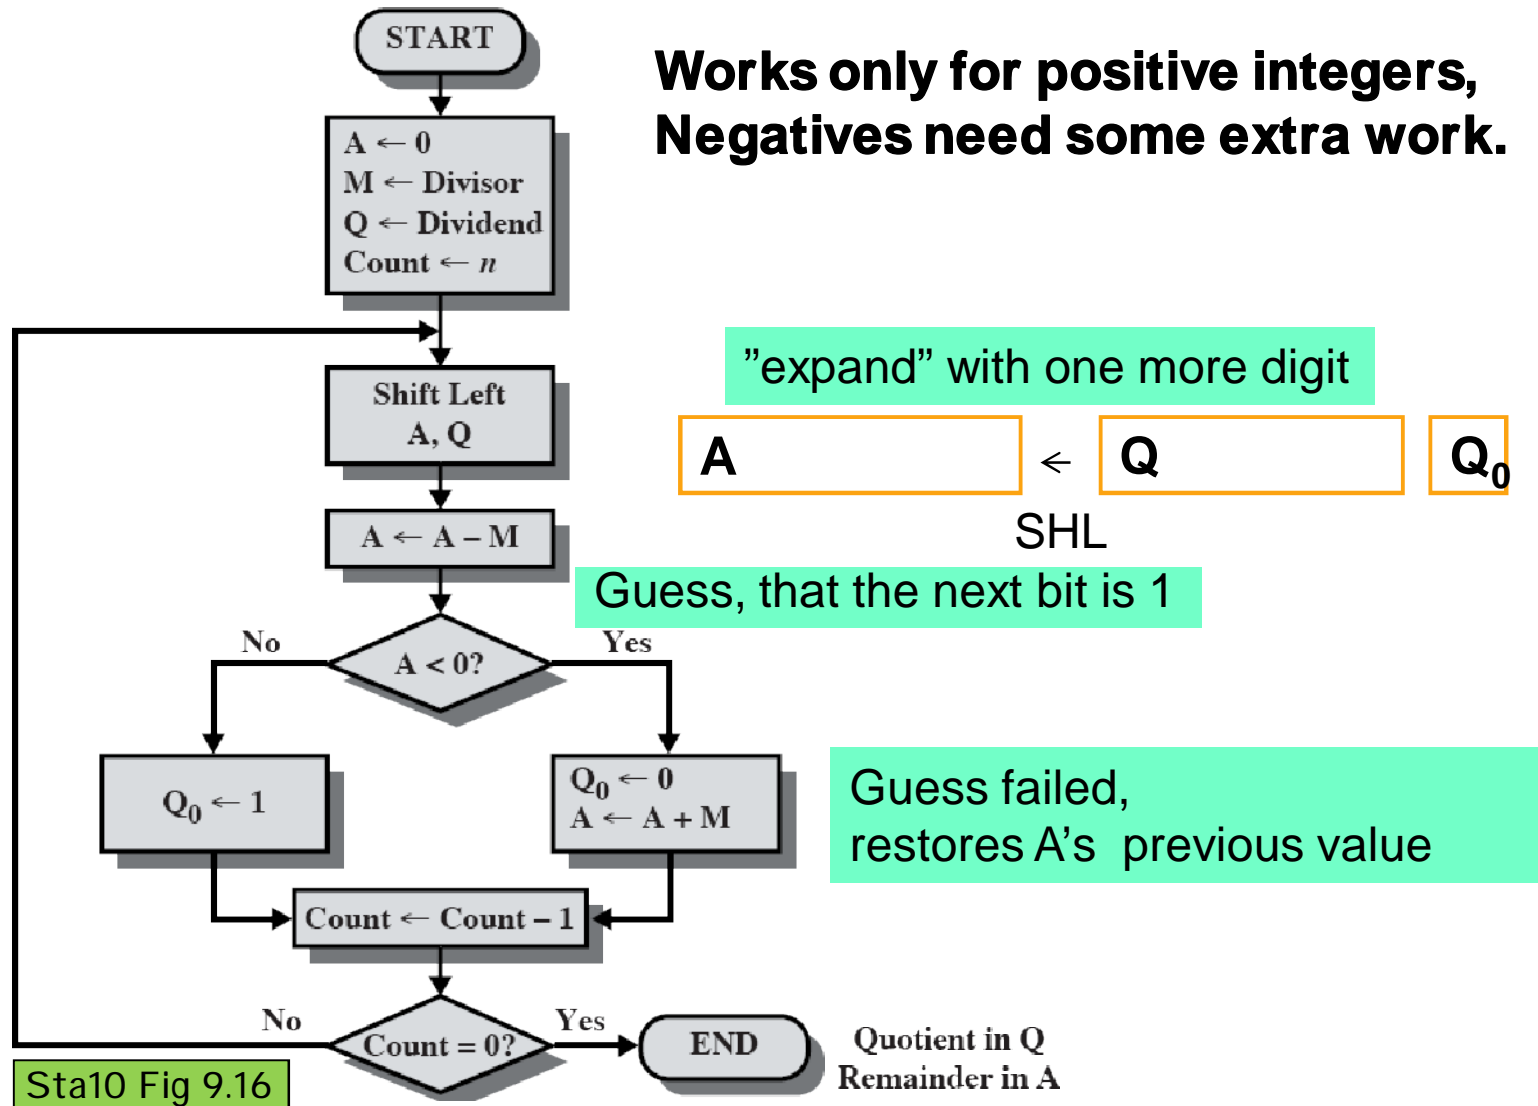 START
Works only for positive integers,
Negatives need some extra work.
A ← 0
M ← Divisor
Q ← Dividend
Count ← n
”expand” with one more digit
Shift Left
A, Q
A ← Q Q₀
SHL
A ← A – M
Guess, that the next bit is 1
No
Yes
A < 0?
Q₀ ← 1
Q₀ ← 0
A ← A + M
Guess failed,
restores A’s previous value
Count ← Count – 1
No
Yes
Count = 0?
END
Quotient in Q
Remainder in A
Sta10 Fig 9.16